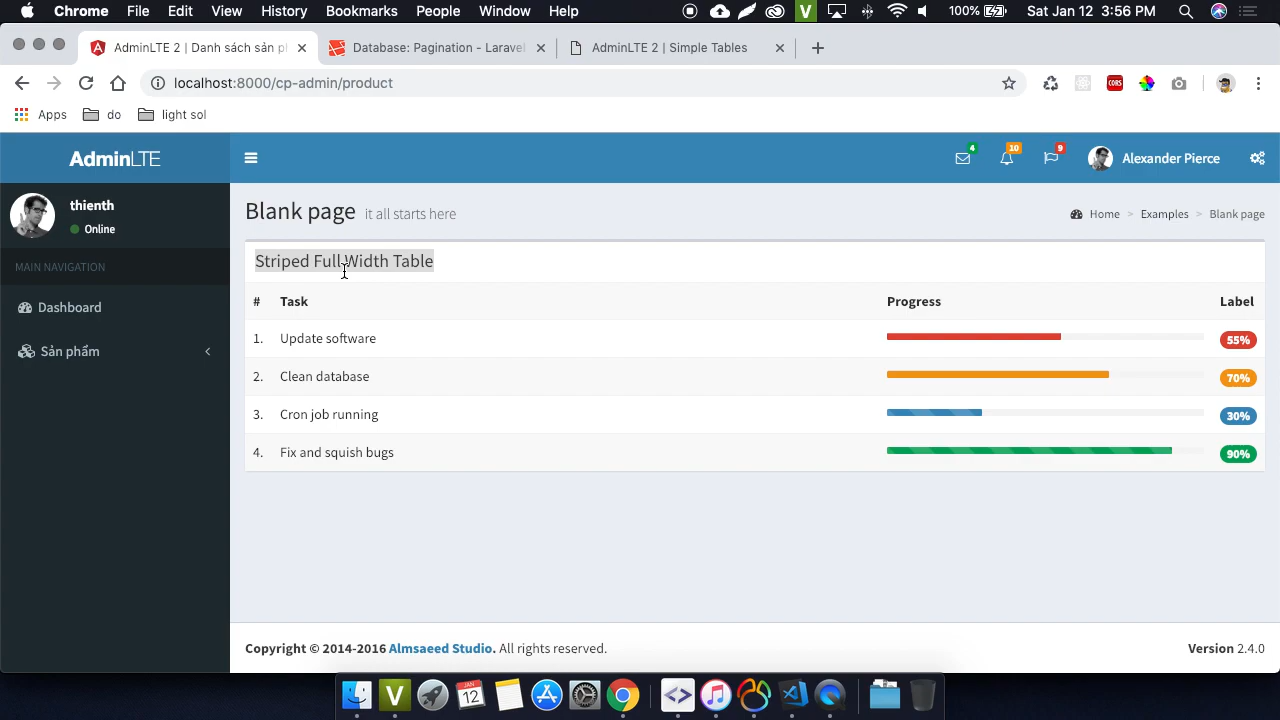 Chrome File Edit View History Bookmarks People Window Help 100% Sat Jan 12 3:56 PM
AdminLTE 2 | Danh sách sản p
Database: Pagination - Laravel
AdminLTE 2 | Simple Tables
localhost:8000/cp-admin/product
CORS
Apps do light sol
AdminLTE
4 10 9
Alexander Pierce
thienth
Online
Blank page it all starts here
Home > Examples > Blank page
MAIN NAVIGATION
Dashboard
Sản phẩm
Striped Full Width Table
# Task Progress Label
1. Update software 55%
2. Clean database 70%
3. Cron job running 30%
4. Fix and squish bugs 90%
Copyright © 2014-2016 Almsaeed Studio. All rights reserved.
Version 2.4.0
JAN
12